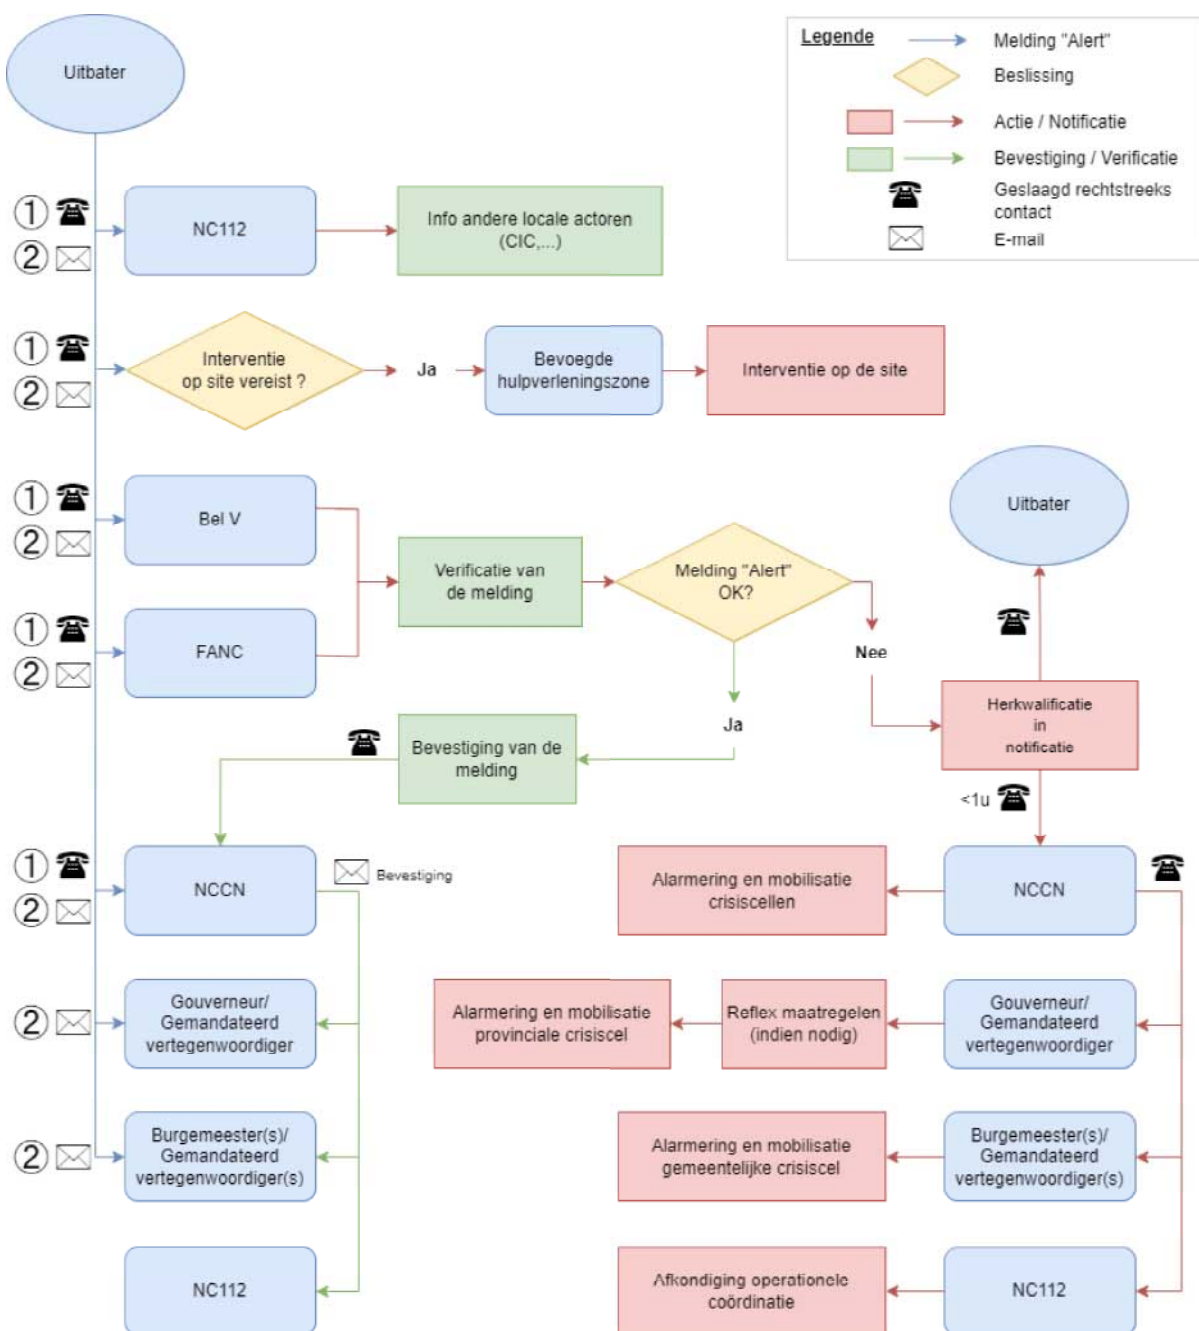 Uitbater
Legende
Melding "Alert"
Beslissing
Actie / Notificatie
Bevestiging / Verificatie
Geslaagd rechtstreeks
contact
E-mail
1
2
NC112
Info andere locale actoren
(CIC,...)
1
2
Interventie
op site vereist ?
Ja
Bevoegde
hulpverleningszone
Interventie op de site
1
2
Bel V
Verificatie van
de melding
Melding "Alert"
OK?
Uitbater
1
2
FANC
Nee
Herkwalificatie
in
notificatie
Ja
Bevestiging van de
melding
<1u
1
2
NCCN
Bevestiging
Alarmering en mobilisatie
crisiscellen
NCCN
2
Gouverneur/
Gemandateerd
vertegenwoordiger
Alarmering en mobilisatie
provinciale crisiscel
Reflex maatregelen
(indien nodig)
Gouverneur/
Gemandateerd
vertegenwoordiger
2
Burgemeester(s)/
Gemandateerd
vertegenwoordiger(s)
Alarmering en mobilisatie
gemeentelijke crisiscel
Burgemeester(s)/
Gemandateerd
vertegenwoordiger(s)
NC112
Afkondiging operationele
coördinatie
NC112